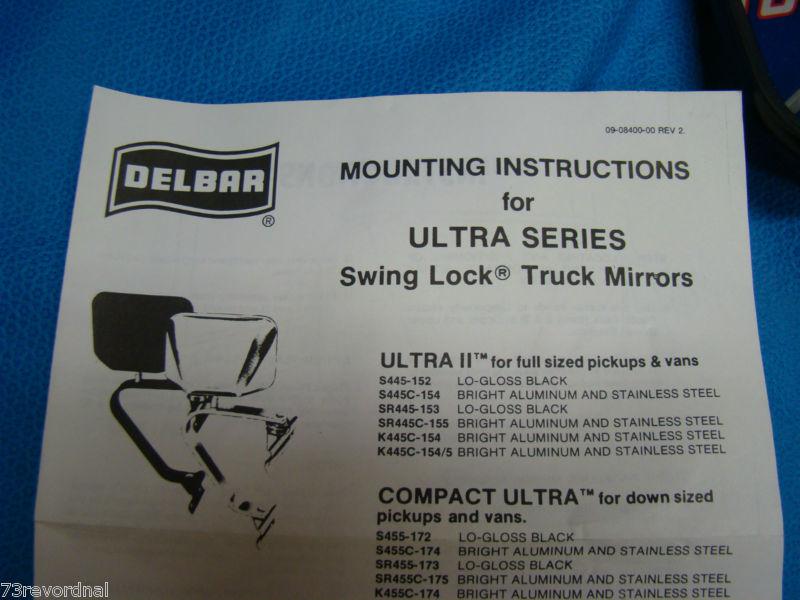 09-08400-00 REV 2.
DELBAR
®
MOUNTING INSTRUCTIONS
for
ULTRA SERIES
Swing Lock® Truck Mirrors
ULTRA II™ for full sized pickups & vans
S445-152 LO-GLOSS BLACK
S445C-154 BRIGHT ALUMINUM AND STAINLESS STEEL
SR445-153 LO-GLOSS BLACK
SR445C-155 BRIGHT ALUMINUM AND STAINLESS STEEL
K445C-154 BRIGHT ALUMINUM AND STAINLESS STEEL
K445C-154/5 BRIGHT ALUMINUM AND STAINLESS STEEL
COMPACT ULTRA™ for down sized
pickups and vans.
S455-172 LO-GLOSS BLACK
S455C-174 BRIGHT ALUMINUM AND STAINLESS STEEL
SR455-173 LO-GLOSS BLACK
SR455C-175 BRIGHT ALUMINUM AND STAINLESS STEEL
K455C-174 BRIGHT ALUMINUM AND STAINLESS STEEL
73revordnal